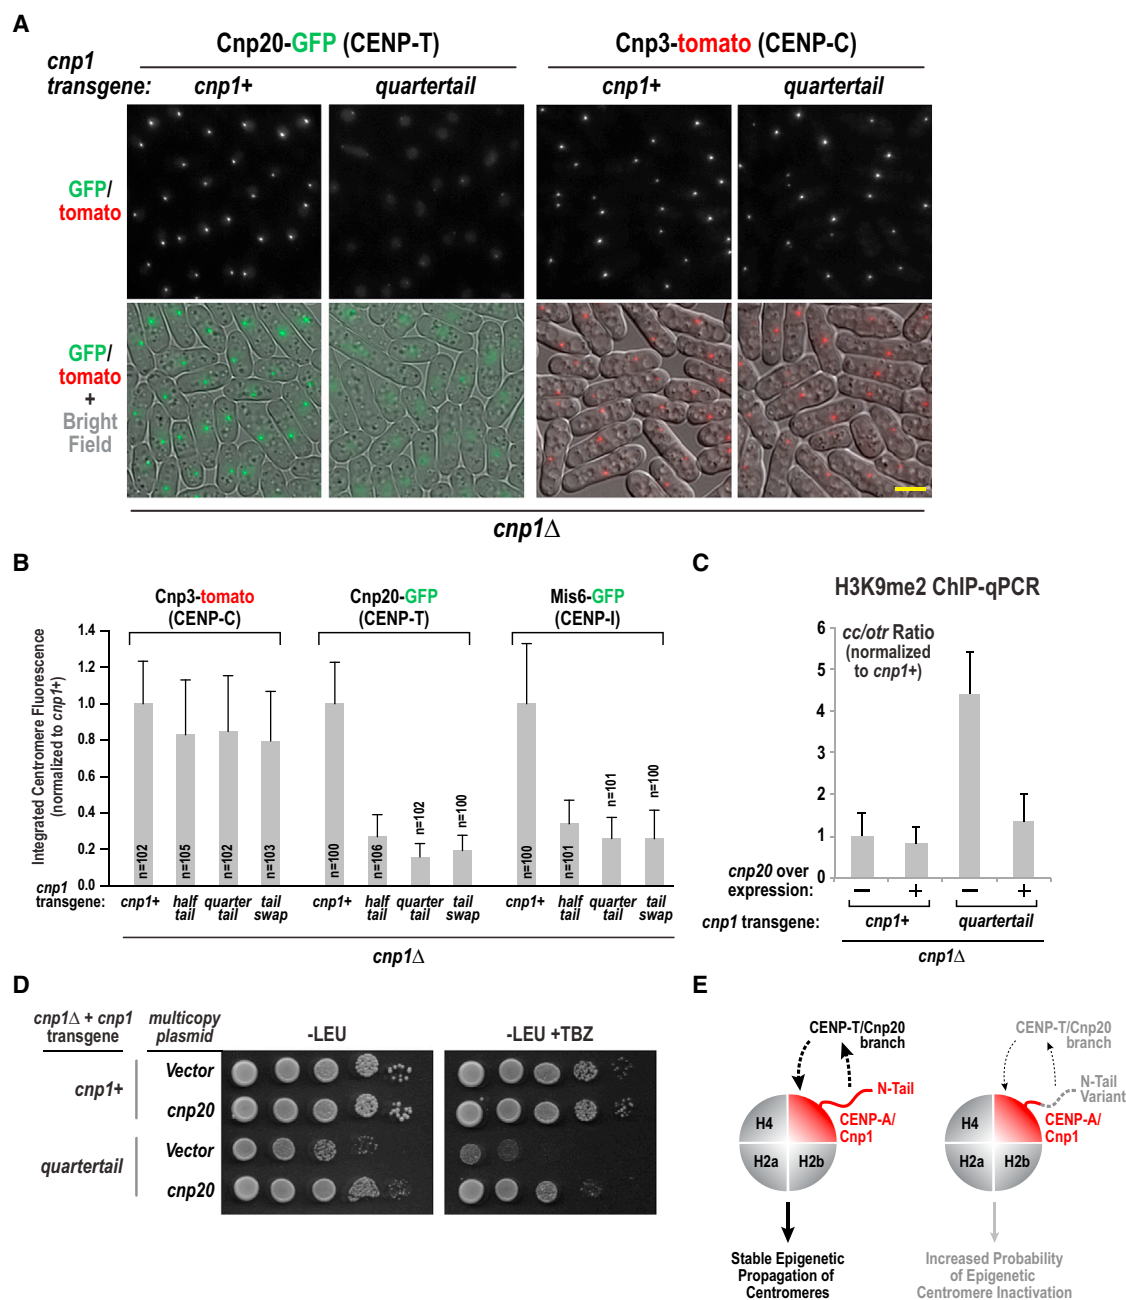 A
Cnp20-GFP (CENP-T)
Cnp3-tomato (CENP-C)
cnp1
transgene:
cnp1+
quartertail
cnp1+
quartertail
GFP/
tomato
GFP/
tomato
+
Bright
Field
cnp1Δ
B
Cnp3-tomato
(CENP-C)
Cnp20-GFP
(CENP-T)
Mis6-GFP
(CENP-I)
Integrated Centromere Fluorescence
(normalized to cnp1+)
1.4
1.2
1.0
0.8
0.6
0.4
0.2
0.0
n=102
n=105
n=102
n=103
n=100
n=106
n=102
n=100
n=100
n=101
n=101
n=100
cnp1
transgene:
cnp1+
half
tail
quarter
tail
tail
swap
cnp1+
half
tail
quarter
tail
tail
swap
cnp1+
half
tail
quarter
tail
tail
swap
cnp1Δ
C
H3K9me2 ChIP-qPCR
cc/otr Ratio
(normalized
to cnp1+)
6
5
4
3
2
1
0
cnp20 over
expression:
− + − +
cnp1 transgene:
cnp1+
quartertail
cnp1Δ
D
cnp1Δ + cnp1
transgene
multicopy
plasmid
-LEU
-LEU +TBZ
cnp1+
Vector
cnp20
quartertail
Vector
cnp20
E
CENP-T/Cnp20
branch
N-Tail
CENP-A/
Cnp1
H4
H2a
H2b
Stable Epigenetic
Propagation of
Centromeres
CENP-T/Cnp20
branch
N-Tail
Variant
CENP-A/
Cnp1
H4
H2a
H2b
Increased Probability
of Epigenetic
Centromere Inactivation